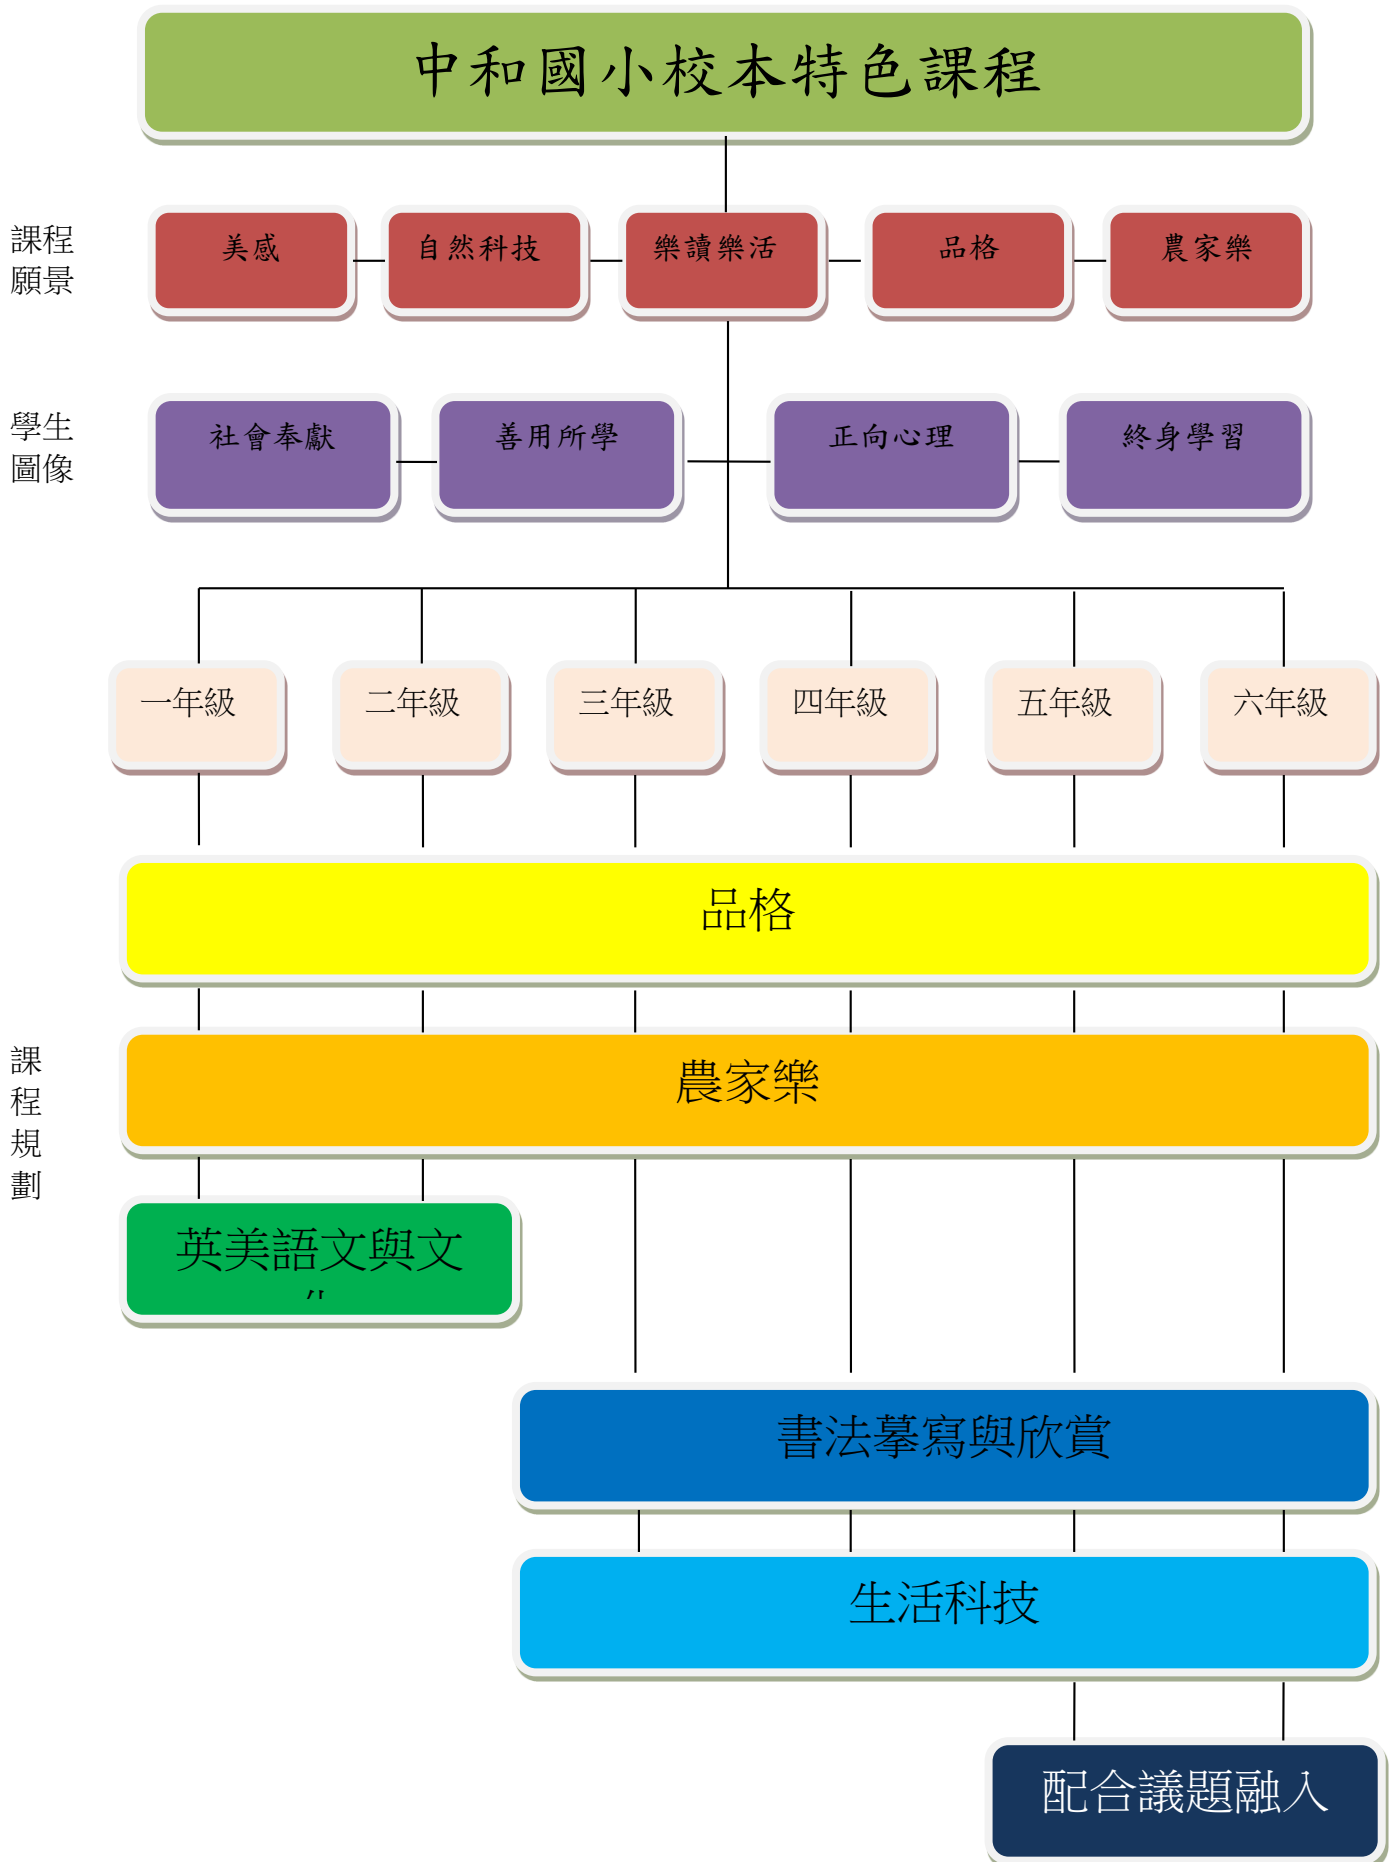 中和國小校本特色課程
課程
願景
美感
自然科技
樂讀樂活
品格
農家樂
學生
圖像
社會奉獻
善用所學
正向心理
終身學習
一年級
二年級
三年級
四年級
五年級
六年級
品格
課
程
規
劃
農家樂
英美語文與文
書法摹寫與欣賞
生活科技
配合議題融入